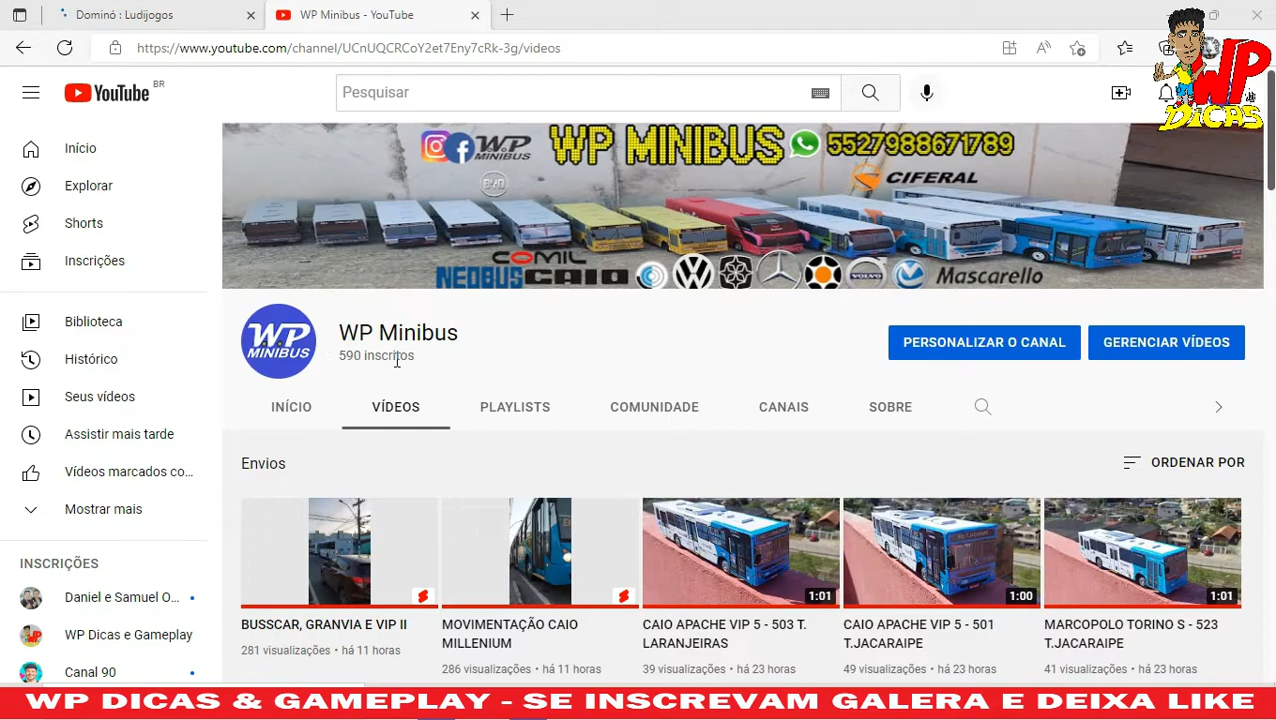 Dominó : Ludijogos
WP Minibus - YouTube
https://www.youtube.com/channel/UCnUQCRCoY2et7Eny7cRk-3g/videos
YouTube BR
Pesquisar
WP
DICAS
Início
Explorar
Shorts
Inscrições
Biblioteca
Histórico
Seus vídeos
Assistir mais tarde
Vídeos marcados co...
Mostrar mais
INSCRIÇÕES
Daniel e Samuel O...
WP Dicas e Gameplay
Canal 90
WP MINIBUS
WP MINIBUS
5527988671789
BYD
CIFERAL
COMIL
NEOBUS CAIO
VOLVO
Mascarello
WP
MINIBUS
WP Minibus
590 inscritos
PERSONALIZAR O CANAL
GERENCIAR VÍDEOS
INÍCIO
VÍDEOS
PLAYLISTS
COMUNIDADE
CANAIS
SOBRE
Envios
ORDENAR POR
BUSSCAR, GRANVIA E VIP II
281 visualizações • há 11 horas
MOVIMENTAÇÃO CAIO
MILLENIUM
286 visualizações • há 11 horas
1:01
CAIO APACHE VIP 5 - 503 T.
LARANJEIRAS
39 visualizações • há 23 horas
1:00
CAIO APACHE VIP 5 - 501
T.JACARAIPE
49 visualizações • há 23 horas
1:01
MARCOPOLO TORINO S - 523
T.JACARAIPE
41 visualizações • há 23 horas
WP DICAS & GAMEPLAY - SE INSCREVAM GALERA E DEIXA LIKE